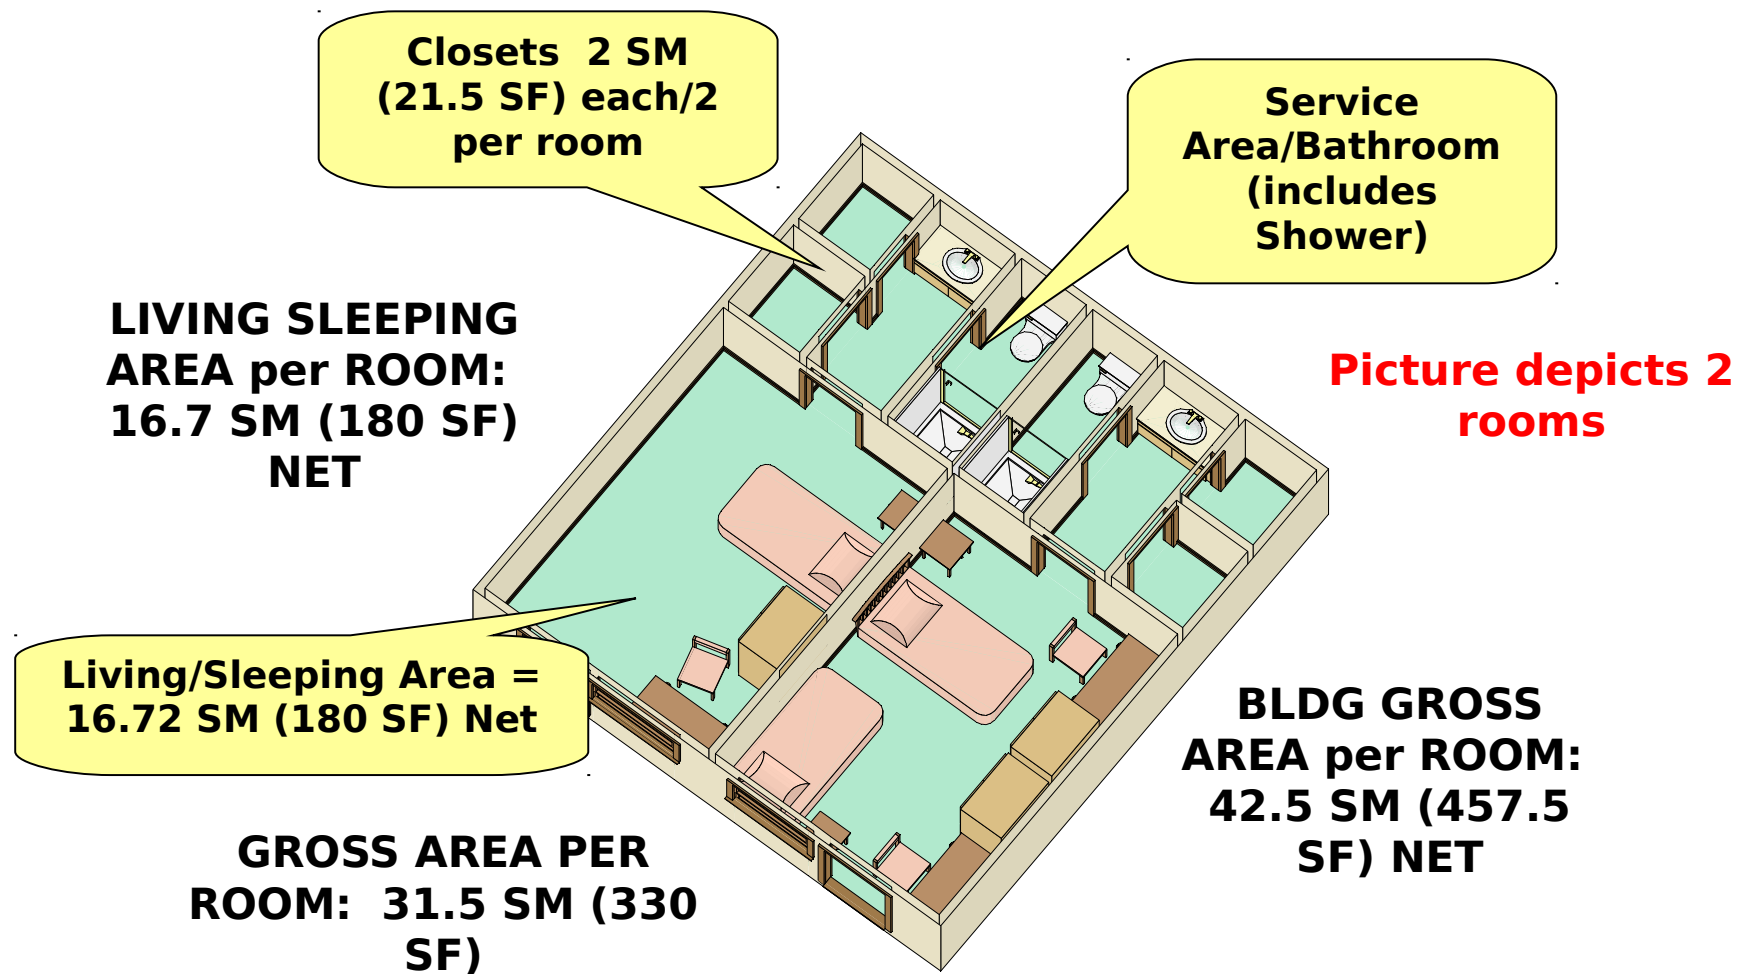 Closets  2 SM
(21.5 SF) each/2
per room
Service
Area/Bathroom
(includes
Shower)
LIVING SLEEPING
AREA per ROOM:
16.7 SM (180 SF)
NET
Picture depicts 2
rooms
Living/Sleeping Area =
16.72 SM (180 SF) Net
BLDG GROSS
AREA per ROOM:
42.5 SM (457.5
SF) NET
GROSS AREA PER
ROOM:  31.5 SM (330
SF)